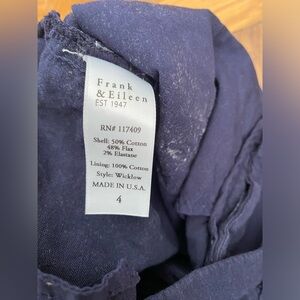 Frank
& Eileen
EST 1947
RN# 117409
Shell: 50% Cotton
48% Flax
2% Elastane
Lining: 100% Cotton
Style: Wicklow
MADE IN U.S.A.
4